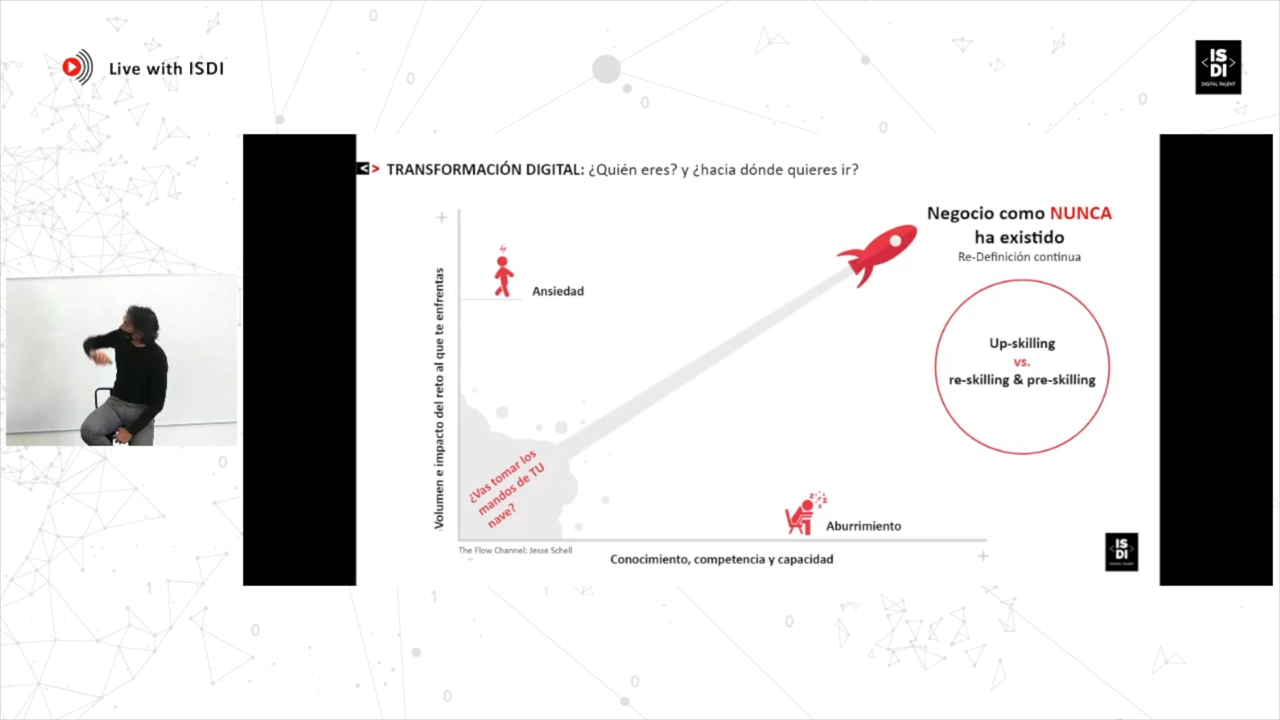 Live with ISDI
IS
DI
DIGITAL TALENT
<> TRANSFORMACIÓN DIGITAL: ¿Quién eres? y ¿hacia dónde quieres ir?
Negocio como NUNCA
ha existido
Re-Definición continua
+
Volumen e impacto del reto al que te enfrentas
Ansiedad
Up-skilling
vs.
re-skilling & pre-skilling
¿Vas tomar los
mandos de TU
nave?
z z z z z
Aburrimiento
The Flow Channel: Jesse Schell
-
Conocimiento, competencia y capacidad
+
IS
DI
DIGITAL TALENT